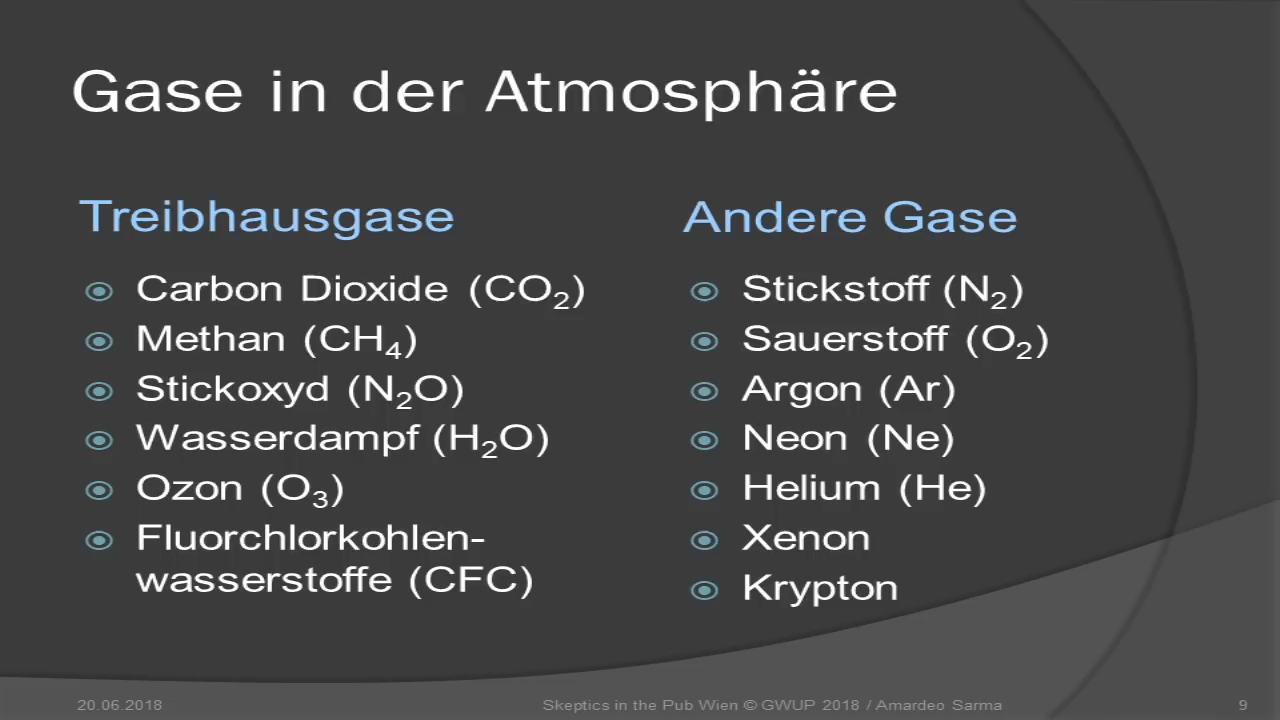 Gase in der Atmosphäre
Treibhausgase
Carbon Dioxide (CO₂)
Methan (CH₄)
Stickoxyd (N₂O)
Wasserdampf (H₂O)
Ozon (O₃)
Fluorchlorkohlen-
wasserstoffe (CFC)
Andere Gase
Stickstoff (N₂)
Sauerstoff (O₂)
Argon (Ar)
Neon (Ne)
Helium (He)
Xenon
Krypton
20.06.2018
Skeptics in the Pub Wien © GWUP 2018 / Amardeo Sarma
9